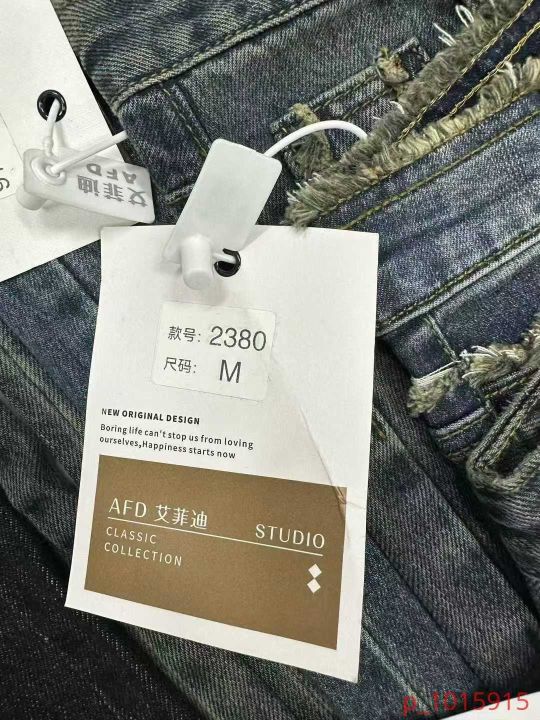 艾菲迪
AFD
款号: 2380
尺码: M
NEW ORIGINAL DESIGN
Boring life can't stop us from loving
ourselves,Happiness starts now
AFD 艾菲迪
STUDIO
CLASSIC
COLLECTION
p_1015915